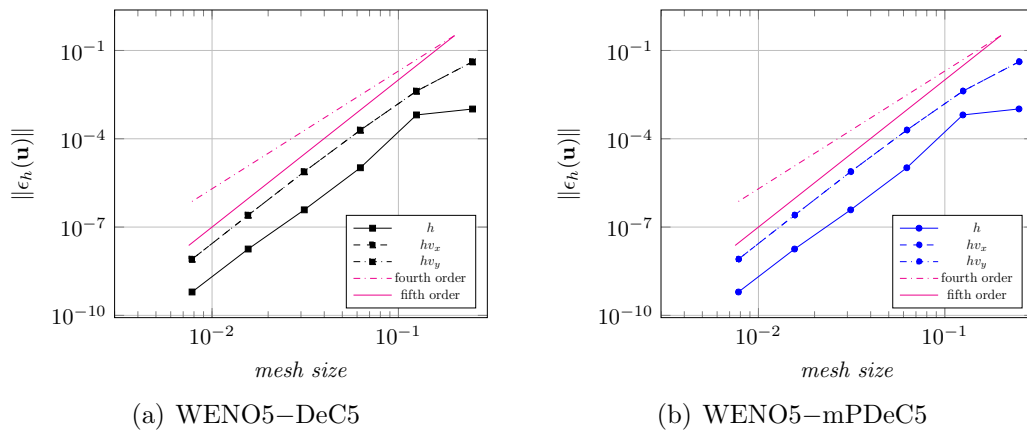 10^{-1}
10^{-4}
10^{-7}
10^{-10}
‖ϵ_h(𝐮)‖
h
hv_x
hv_y
fourth order
fifth order
10^{-2}
10^{-1}
mesh size
(a) WENO5−DeC5
10^{-1}
10^{-4}
10^{-7}
10^{-10}
‖ϵ_h(𝐮)‖
h
hv_x
hv_y
fourth order
fifth order
10^{-2}
10^{-1}
mesh size
(b) WENO5−mPDeC5